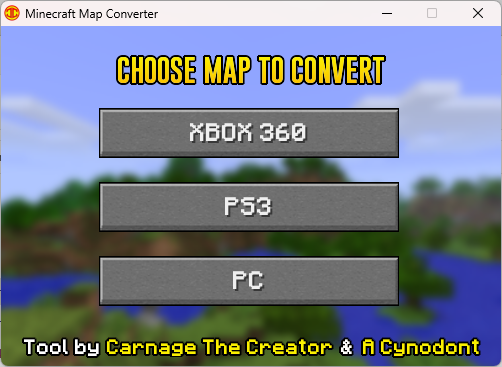 Minecraft Map Converter
CHOOSE MAP TO CONVERT
XBOX 360
PS3
PC
Tool by Carnage The Creator & A Cynodont